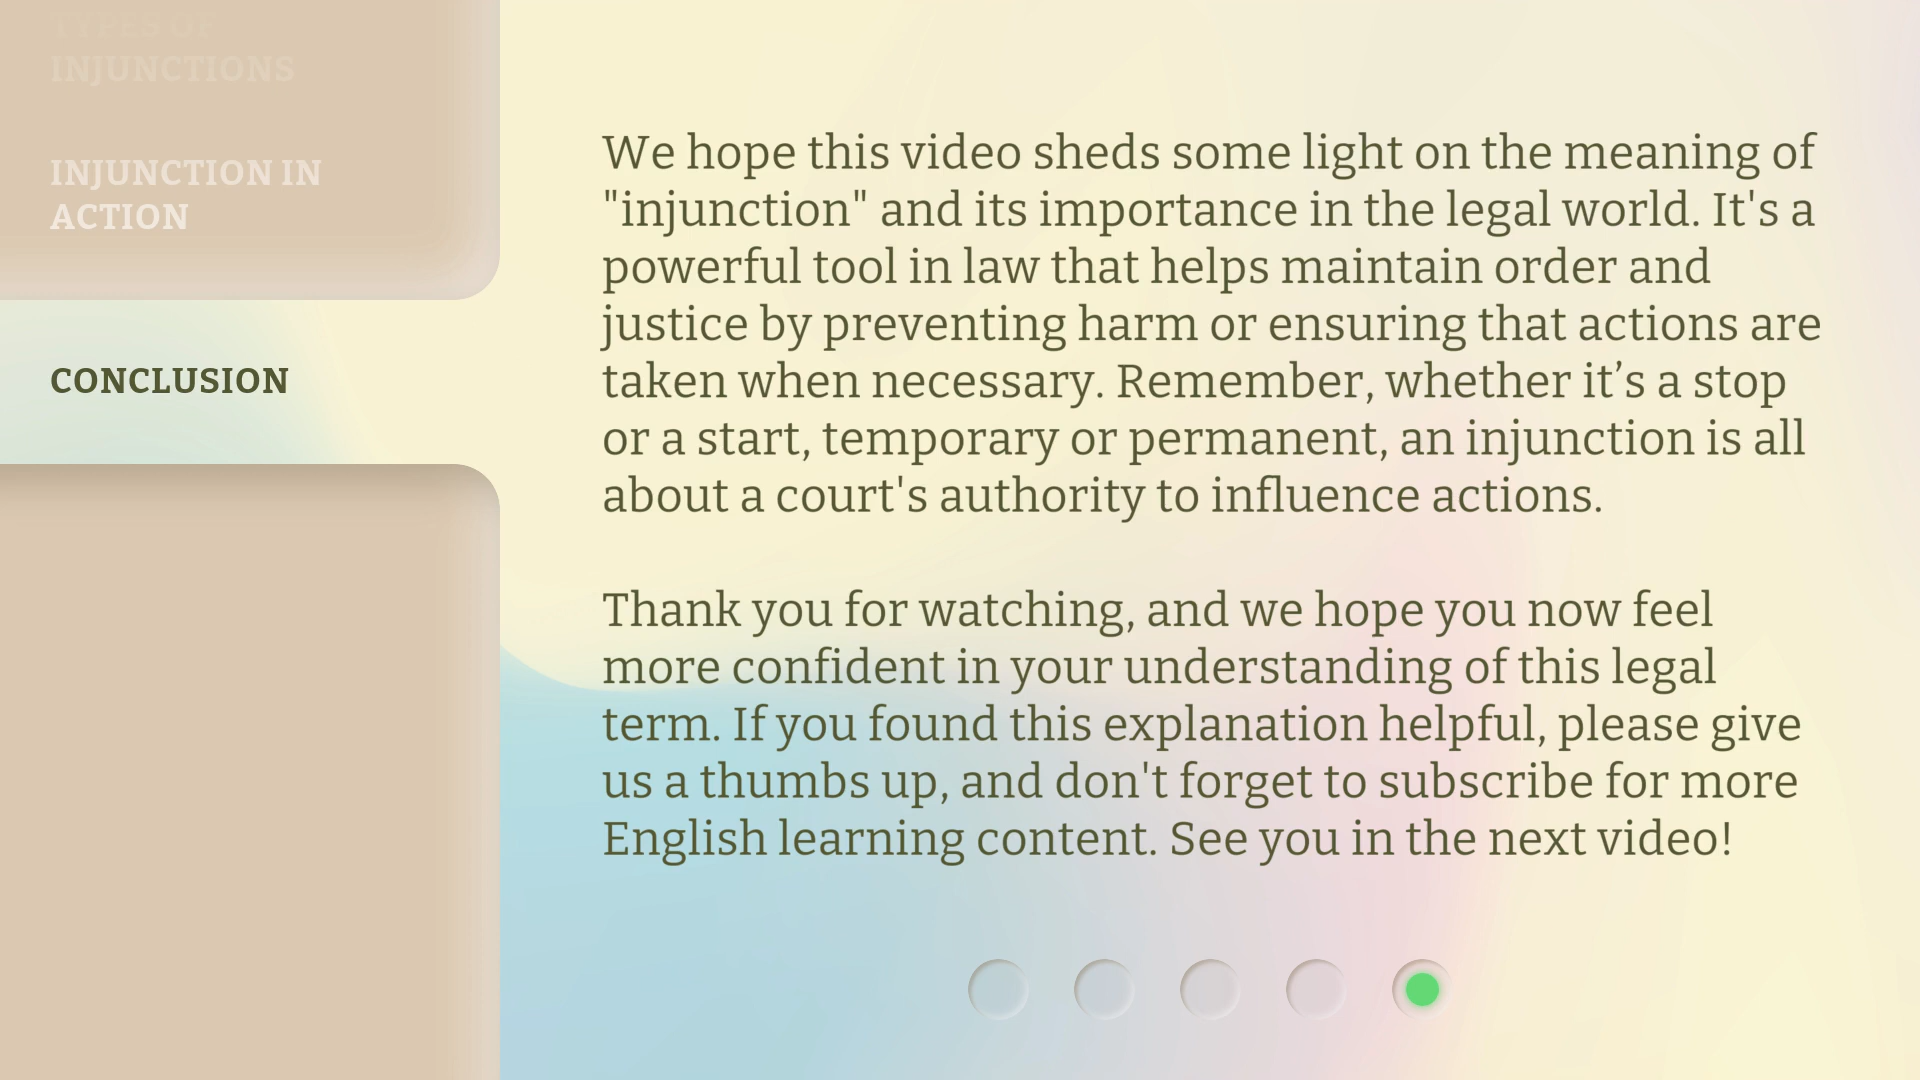 TYPES OF
INJUNCTIONS
INJUNCTION IN
ACTION
CONCLUSION
We hope this video sheds some light on the meaning of
"injunction" and its importance in the legal world. It's a
powerful tool in law that helps maintain order and
justice by preventing harm or ensuring that actions are
taken when necessary. Remember, whether it’s a stop
or a start, temporary or permanent, an injunction is all
about a court's authority to influence actions.
Thank you for watching, and we hope you now feel
more confident in your understanding of this legal
term. If you found this explanation helpful, please give
us a thumbs up, and don't forget to subscribe for more
English learning content. See you in the next video!